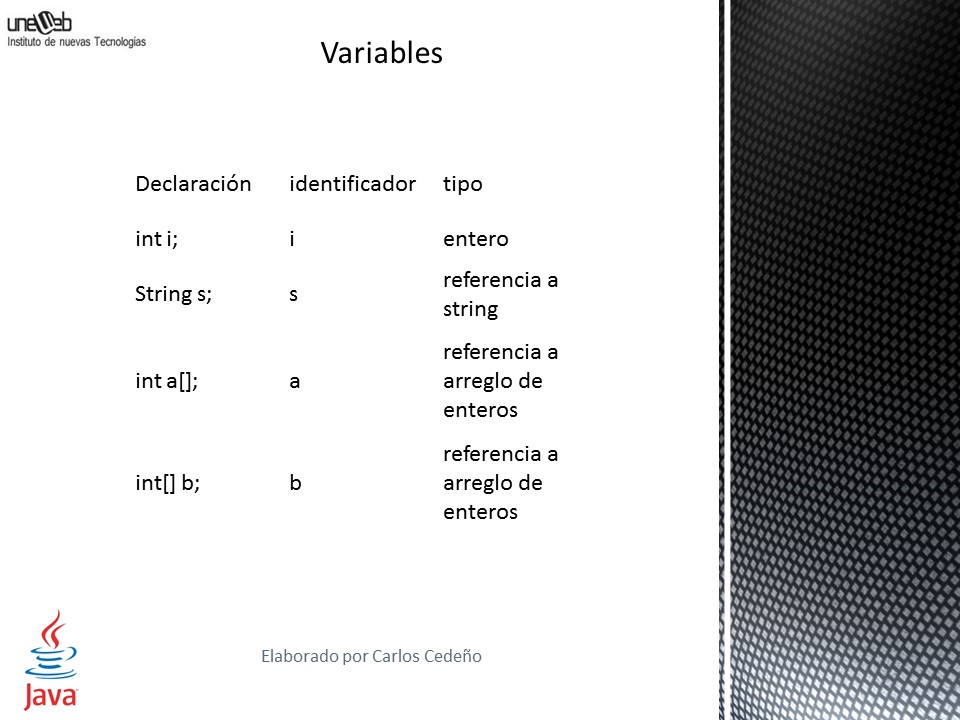 uneWeb
Instituto de nuevas Tecnologías
Variables
Declaración identificador tipo
int i; i entero
String s; s referencia a string
int a[]; a referencia a arreglo de enteros
int[] b; b referencia a arreglo de enteros
Elaborado por Carlos Cedeño
Java